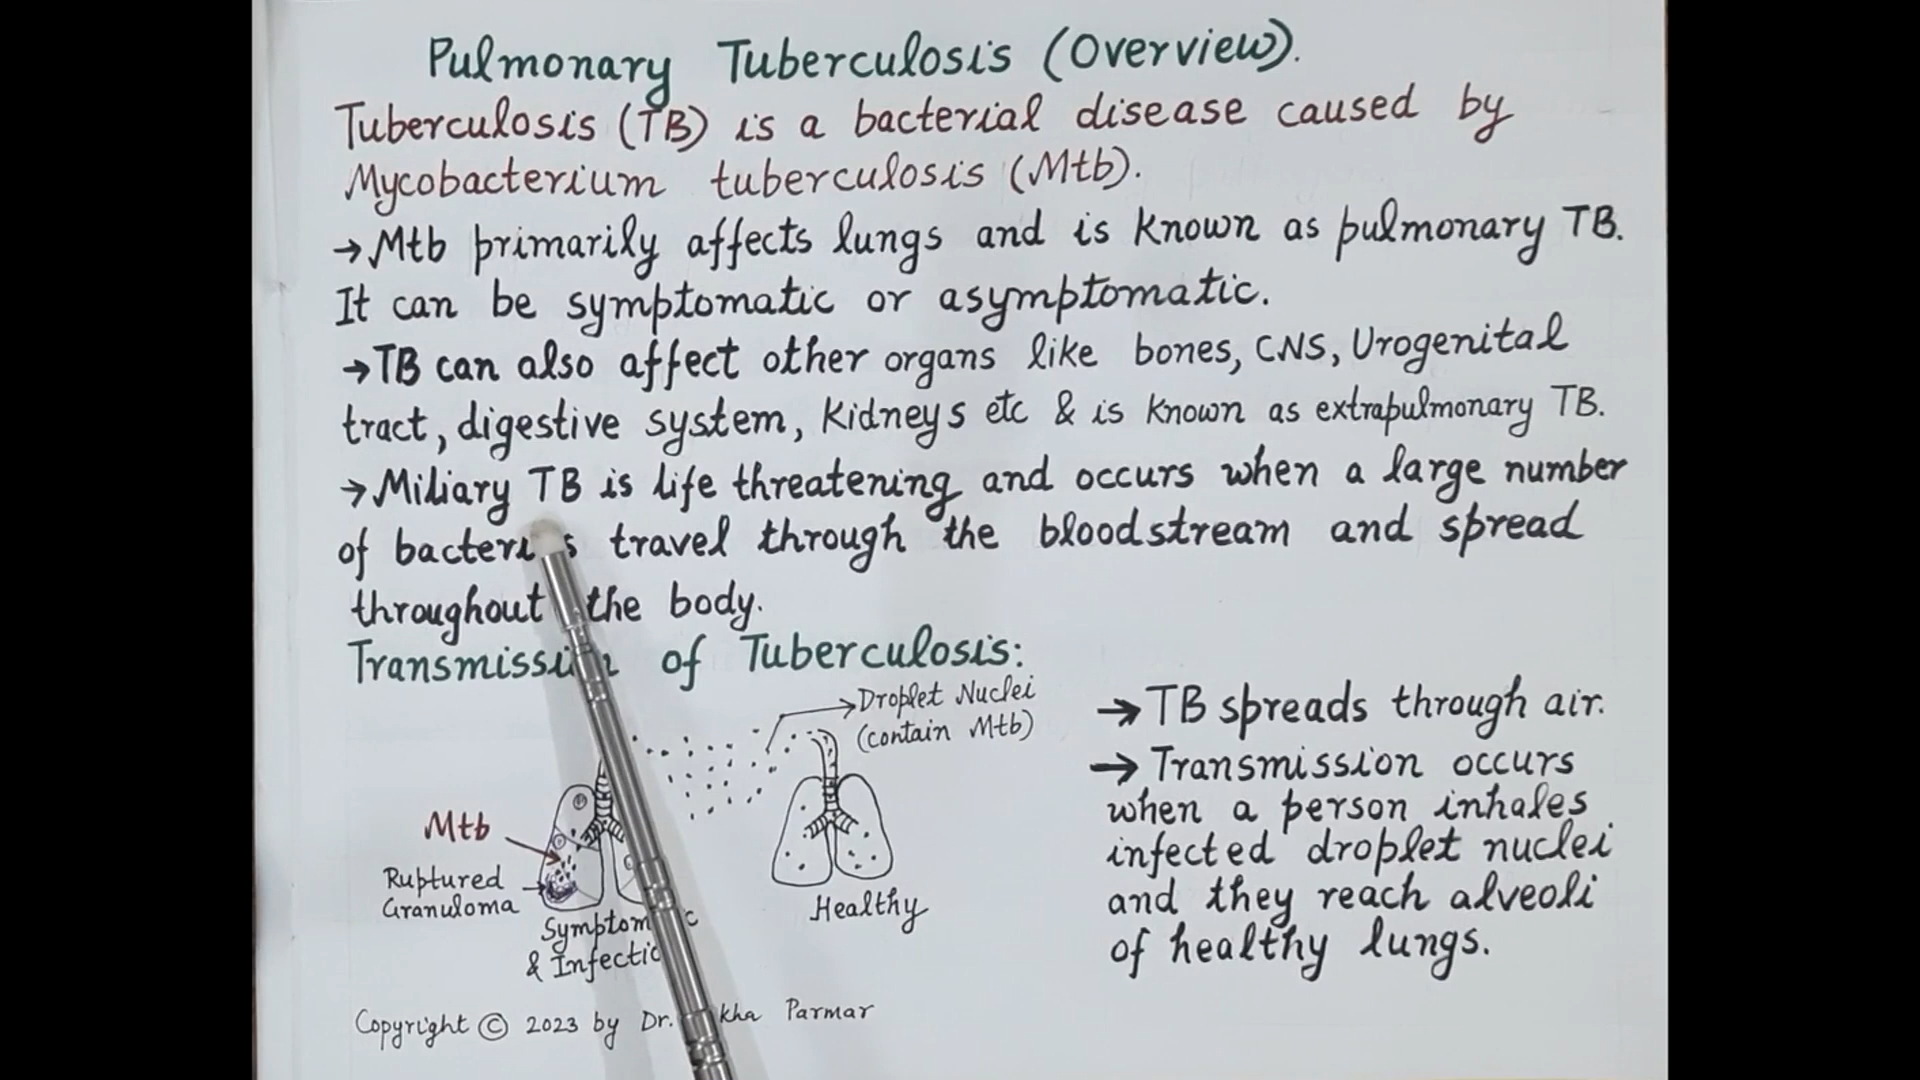 Pulmonary Tuberculosis (Overview).
Tuberculosis (TB) is a bacterial disease caused by
Mycobacterium tuberculosis (Mtb).
→ Mtb primarily affects lungs and is known as pulmonary TB.
It can be symptomatic or asymptomatic.
→ TB can also affect other organs like bones, CNS, Urogenital
tract, digestive system, Kidneys etc & is known as extrapulmonary TB.
→ Miliary TB is life threatening and occurs when a large number
of travel through the bloodstream and spread
throughout the body.
Transmission of Tuberculosis:
Droplet Nuclei
(contain Mtb)
Mtb
Ruptured
Granuloma
& 
Healthy
→ TB spreads through air.
→ Transmission occurs
when a person inhales
infected droplet nuclei
and they reach alveoli
of healthy lungs.
Copyright © 2023 by Dr. Parmar